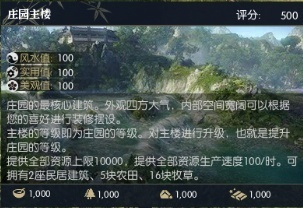 庄园主楼 评分: 500
风水值: 100
实用值: 100
美观值: 100
庄园的最核心建筑。外观四方大气，内部空间宽阔可以根据
您的喜好进行装修摆设。
主楼的等级即为庄园的等级。对主楼进行升级，也就是提升
庄园的等级。
提供全部资源上限10000，提供全部资源生产速度100/时。可
拥有2座民居建筑、5块农田、16块牧草。
1,000 1,000 1,000 1,000